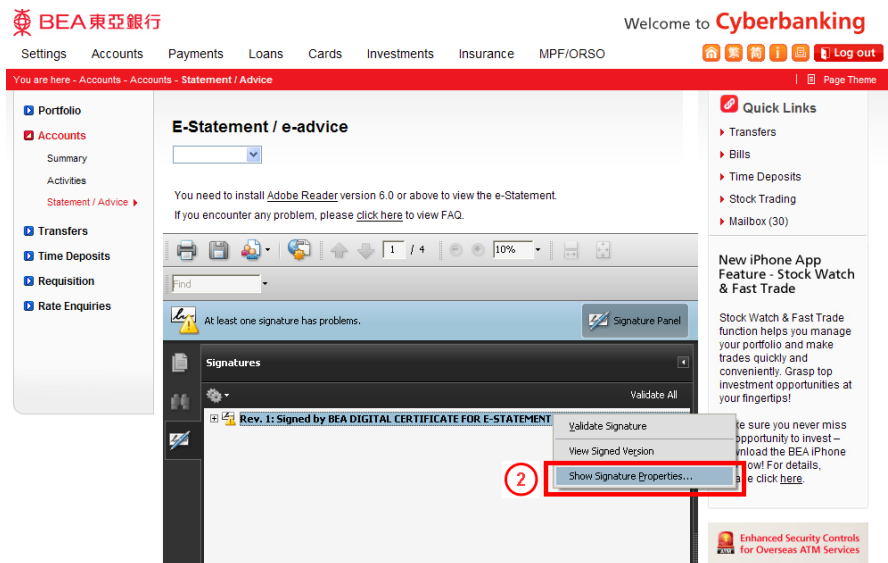 BEA東亞銀行
Welcome to Cyberbanking
Settings Accounts Payments Loans Cards Investments Insurance MPF/ORSO
繁 简 i Log out
You are here - Accounts - Accounts - Statement / Advice
Page Theme
Portfolio
Accounts
Summary
Activities
Statement / Advice
Transfers
Time Deposits
Requisition
Rate Enquiries
E-Statement / e-advice
You need to install Adobe Reader version 6.0 or above to view the e-Statement.
If you encounter any problem, please click here to view FAQ.
1 / 4 10%
Find
At least one signature has problems.
Signature Panel
Signatures
Validate All
Rev. 1: Signed by BEA DIGITAL CERTIFICATE FOR E-STATEMENT
Validate Signature
View Signed Version
Show Signature Properties...
2
Quick Links
Transfers
Bills
Time Deposits
Stock Trading
Mailbox (30)
New iPhone App
Feature - Stock Watch
& Fast Trade
Stock Watch & Fast Trade
function helps you manage
your portfolio and make
trades quickly and
conveniently. Grasp top
investment opportunities at
your fingertips!
sure you never miss
opportunity to invest –
the BEA iPhone
For details,
click here.
ATM
Enhanced Security Controls
for Overseas ATM Services